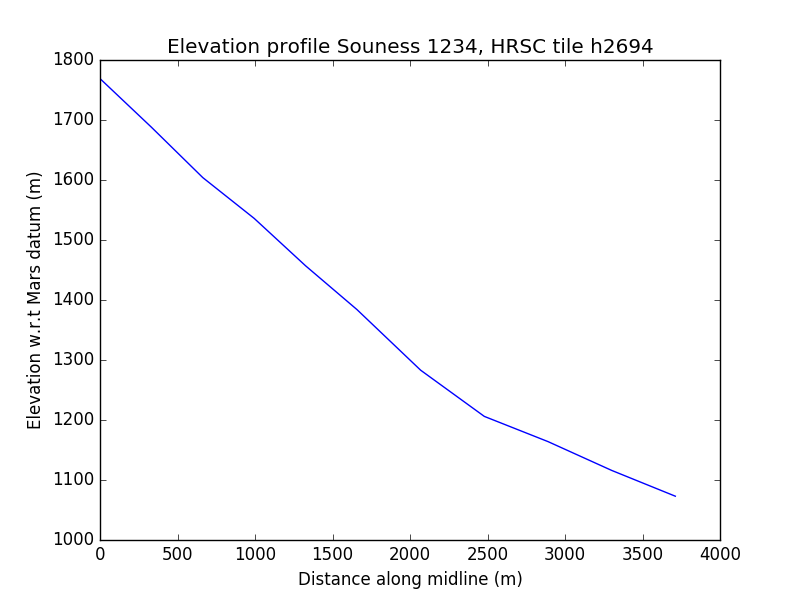 Elevation profile Souness 1234, HRSC tile h2694
1800
1700
1600
1500
1400
1300
1200
1100
1000
Elevation w.r.t Mars datum (m)
0 500 1000 1500 2000 2500 3000 3500 4000
Distance along midline (m)